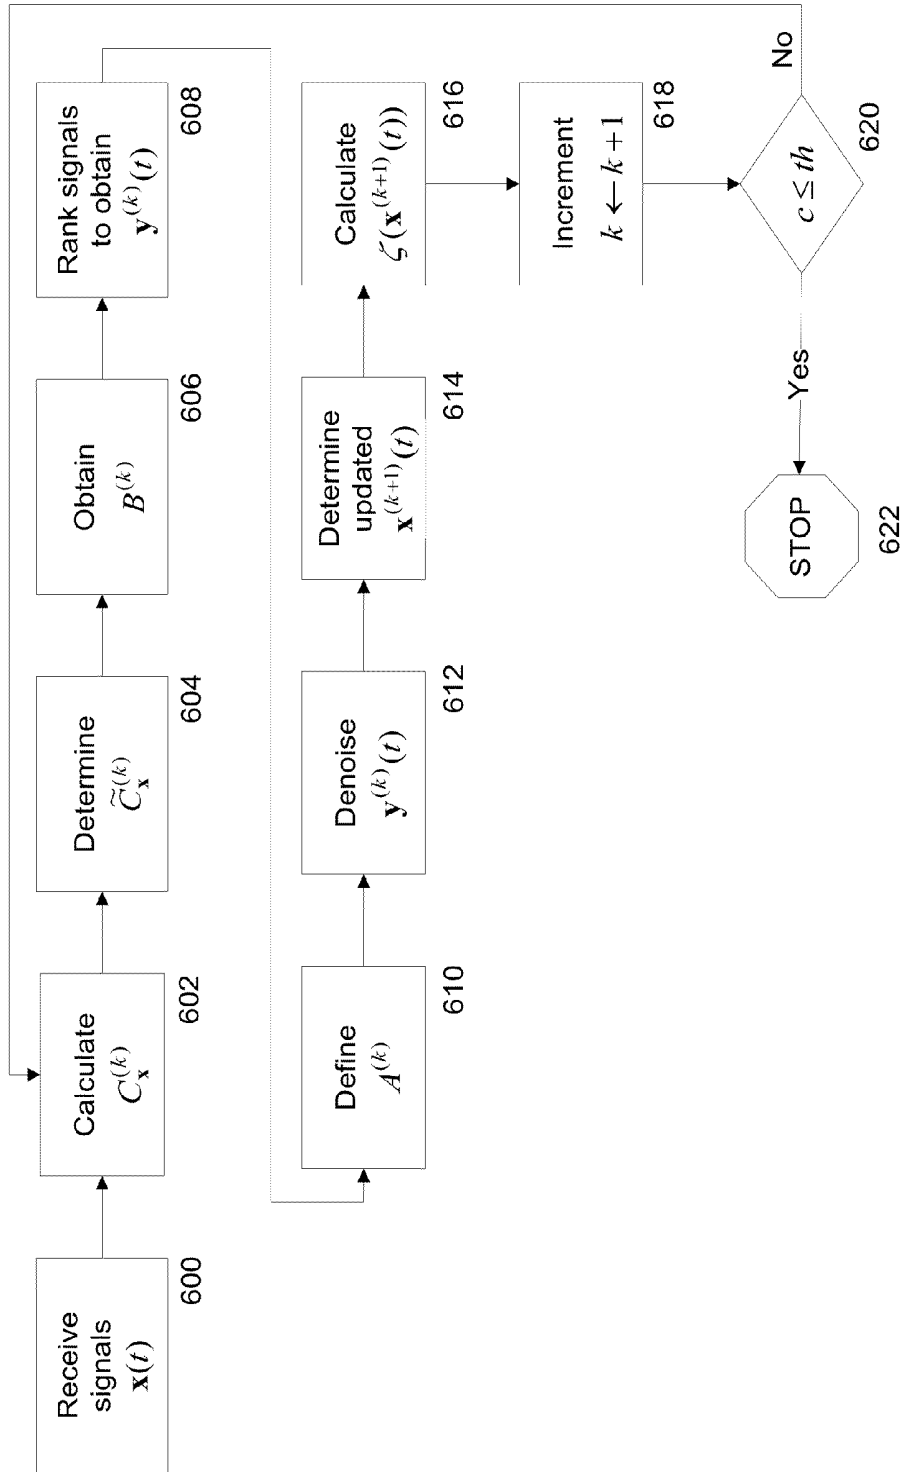 Receive
signals
x(t)
600
Calculate
C_x^(k)
602
Determine
C̃_x^(k)
604
Obtain
B^(k)
606
Rank signals
to obtain
y^(k)(t)
608
Define
A^(k)
610
Denoise
y^(k)(t)
612
Determine
updated
x^(k+1)(t)
614
Calculate
ζ(x^(k+1)(t))
616
Increment
k ← k+1
618
c ≤ th
620
No
Yes
STOP
622